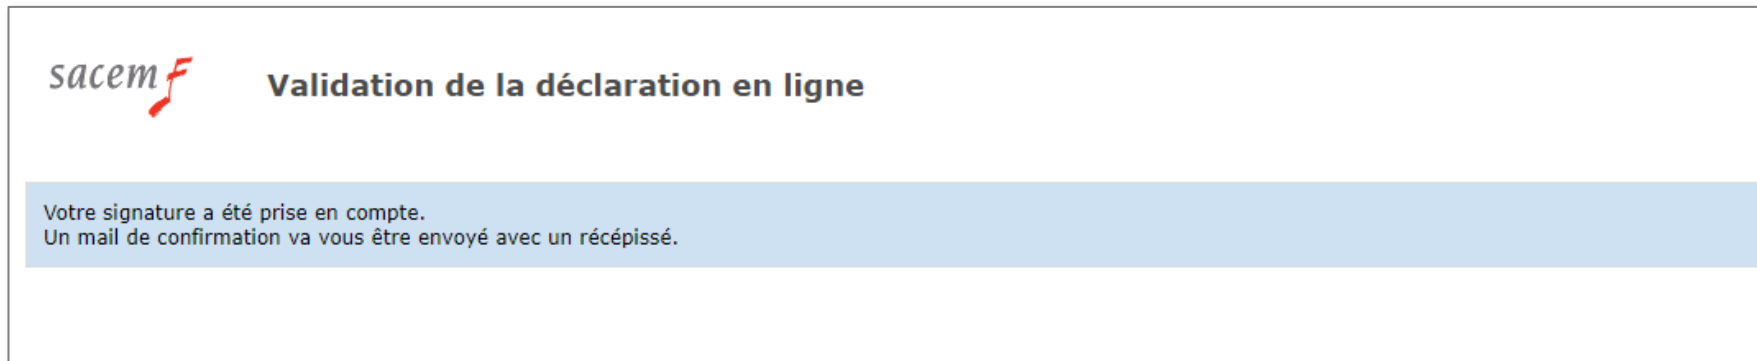 sacem
Validation de la déclaration en ligne
Votre signature a été prise en compte.
Un mail de confirmation va vous être envoyé avec un récépissé.